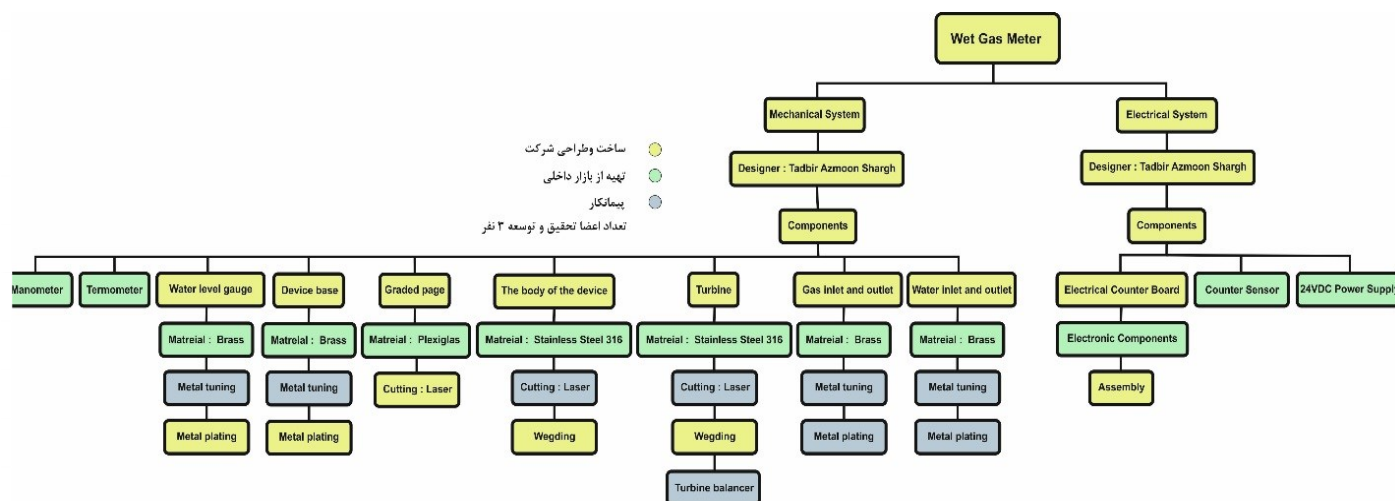 Wet Gas Meter
Mechanical System
Electrical System
ساخت وطراحی شرکت
تهیه از بازار داخلی
پیمانکار
تعداد اعضا تحقیق و توسعه ۳ نفر
Designer : Tadbir Azmoon Shargh
Designer : Tadbir Azmoon Shargh
Components
Components
Manometer
Termometer
Water level gauge
Device base
Graded page
The body of the device
Turbine
Gas inlet and outlet
Water inlet and outlet
Electrical Counter Board
Counter Sensor
24VDC Power Supply
Matreial : Brass
Matreial : Brass
Matreial : Plexiglas
Matreial : Stainless Steel 316
Matreial : Stainless Steel 316
Matreial : Brass
Matreial : Brass
Electronic Components
Metal tuning
Metal tuning
Cutting : Laser
Cutting : Laser
Cutting : Laser
Metal tuning
Metal tuning
Assembly
Metal plating
Metal plating
Wegding
Wegding
Metal plating
Metal plating
Turbine balancer